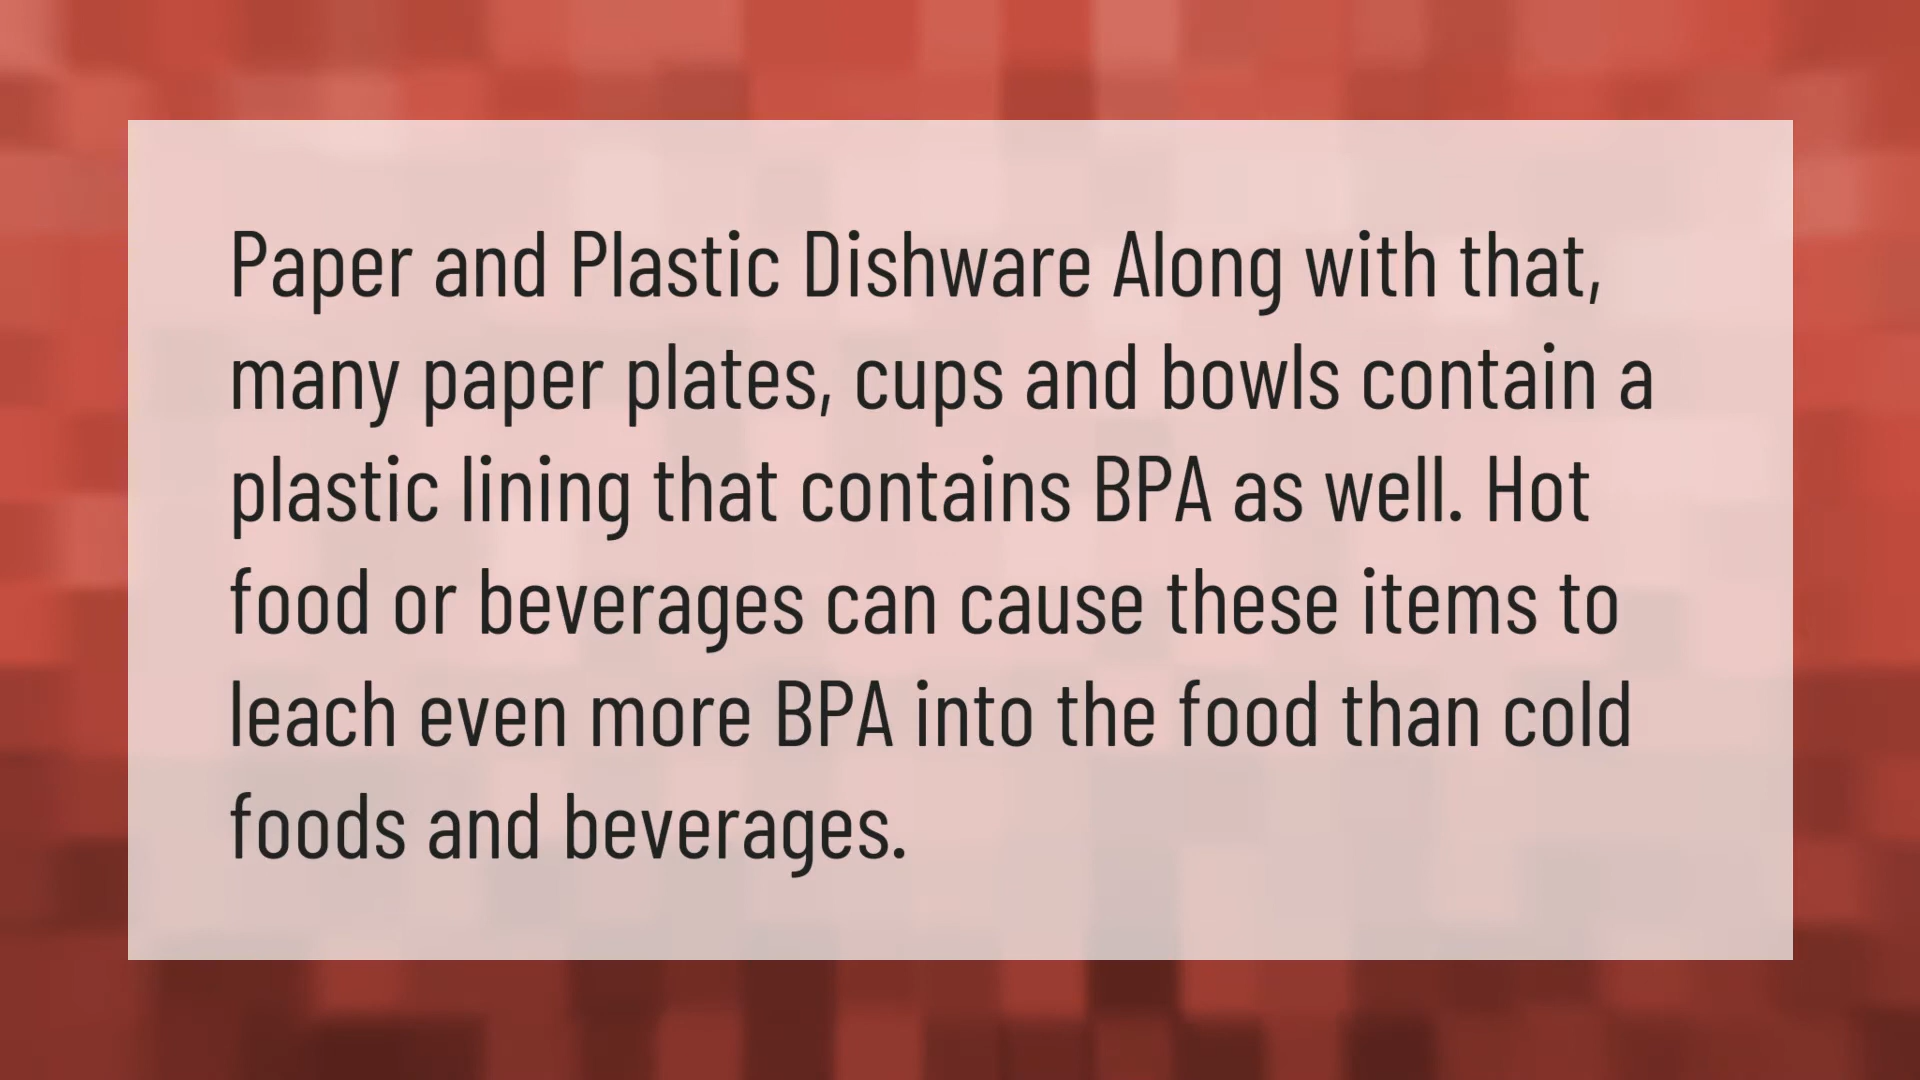 Paper and Plastic Dishware Along with that,
many paper plates, cups and bowls contain a
plastic lining that contains BPA as well. Hot
food or beverages can cause these items to
leach even more BPA into the food than cold
foods and beverages.